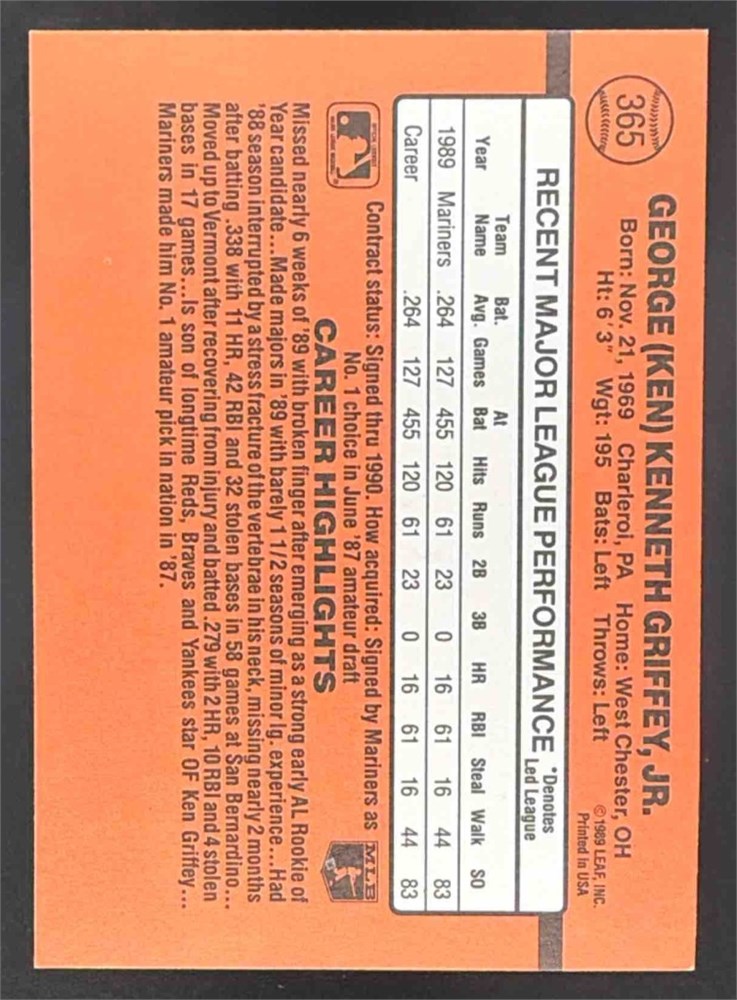 365
GEORGE (KEN) KENNETH GRIFFEY, JR.
Born: Nov. 21, 1969 Charleroi, PA Home: West Chester, OH
Ht: 6'3" Wgt: 195 Bats: Left Throws: Left
© 1989 LEAF, INC.
Printed in USA
RECENT MAJOR LEAGUE PERFORMANCE *Denotes Led League
Year Team Name Bat. Avg. Games At Bat Hits Runs 2B 3B HR RBI Steal Walk SO
1989 Mariners .264 127 455 120 61 23 0 16 61 16 44 83
Career .264 127 455 120 61 23 0 16 61 16 44 83
Contract status: Signed thru 1990. How acquired: Signed by Mariners as
No. 1 choice in June '87 amateur draft
MLB
CAREER HIGHLIGHTS
Missed nearly 6 weeks of '89 with broken finger after emerging as a strong early AL Rookie of
Year candidate...Made majors in '89 with barely 1 1/2 seasons of minor lg. experience...Had
'88 season interrupted by a stress fracture of the vertebrae in his neck, missing nearly 2 months
after batting .338 with 11 HR, 42 RBI and 32 stolen bases in 58 games at San Bernardino...
Moved up to Vermont after recovering from injury and batted .279 with 2 HR, 10 RBI and 4 stolen
bases in 17 games...Is son of longtime Reds, Braves and Yankees star OF Ken Griffey...
Mariners made him No. 1 amateur pick in nation in '87.